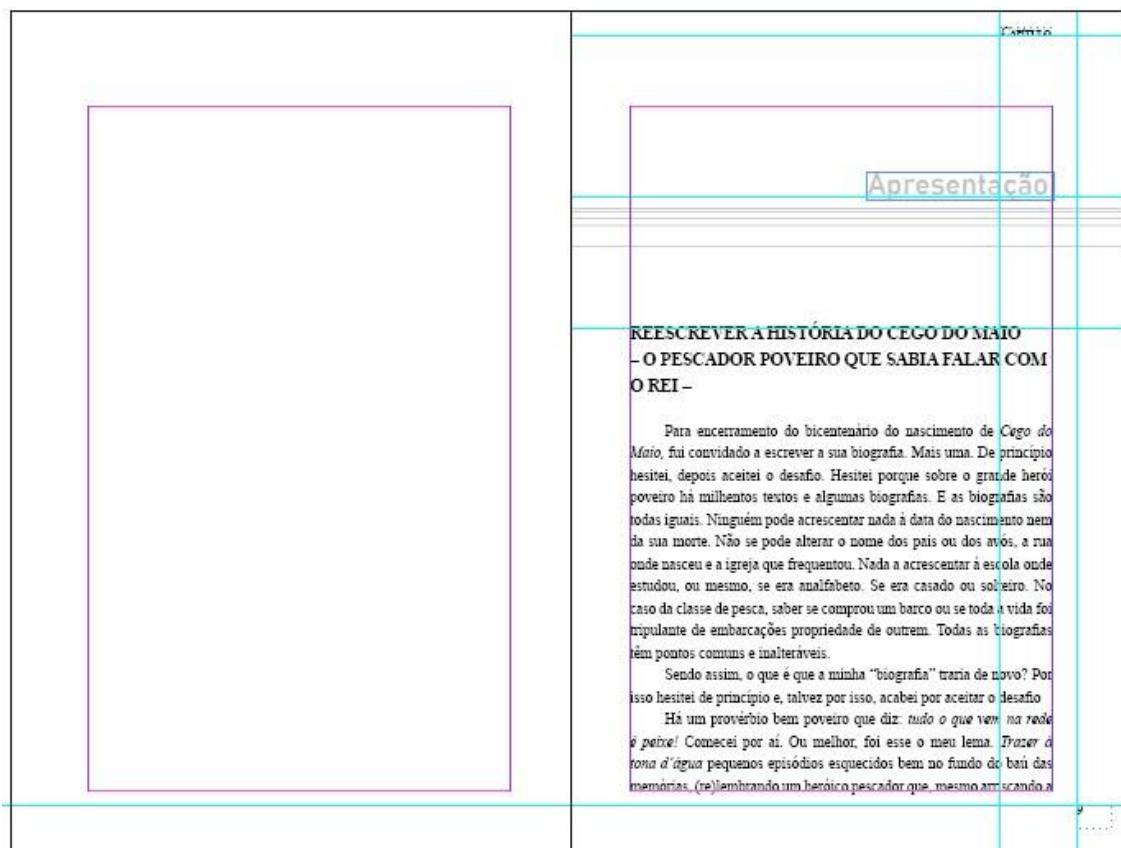 Capítulo
Apresentação
REESCREVER A HISTÓRIA DO CEGO DO MAIO
– O PESCADOR POVEIRO QUE SABIA FALAR COM
O REI –
Para encerramento do bicentenário do nascimento de Cego do
Maio, fui convidado a escrever a sua biografia. Mais uma. De princípio
hesitei, depois aceitei o desafio. Hesitei porque sobre o grande herói
poveiro há milhentos textos e algumas biografias. E as biografias são
todas iguais. Ninguém pode acrescentar nada à data do nascimento nem
da sua morte. Não se pode alterar o nome dos pais ou dos avós, a rua
onde nasceu e a igreja que frequentou. Nada a acrescentar à escola onde
estudou, ou mesmo, se era analfabeto. Se era casado ou solteiro. No
caso da classe de pesca, saber se comprou um barco ou se toda a vida foi
tripulante de embarcações propriedade de outrem. Todas as biografias
têm pontos comuns e inalteráveis.
Sendo assim, o que é que a minha “biografia” traria de novo? Por
isso hesitei de princípio e, talvez por isso, acabei por aceitar o desafio
Há um provérbio bem poveiro que diz: tudo o que vem na rede
é peixe! Comecei por aí. Ou melhor, foi esse o meu lema. Trazer à
tona d´água pequenos episódios esquecidos bem no fundo do baú das
memórias, (re)lembrando um heróico pescador que, mesmo arriscando a
9